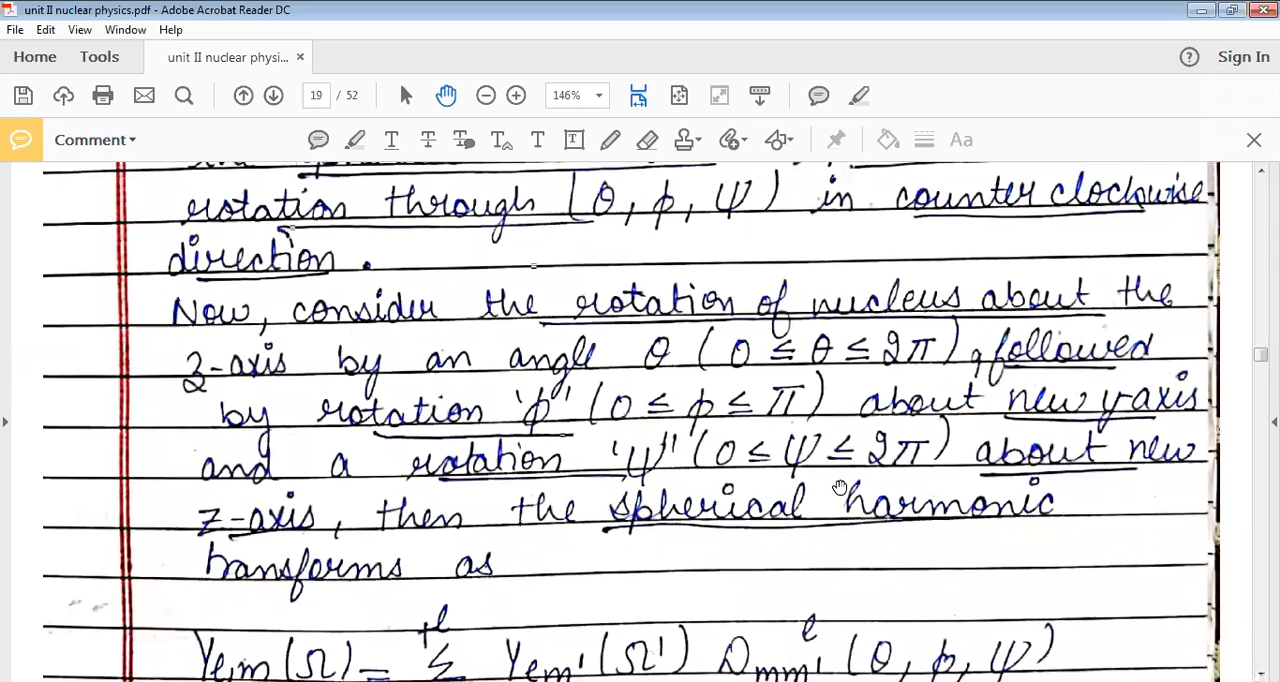 unit II nuclear physics.pdf - Adobe Acrobat Reader DC
File Edit View Window Help
Home Tools unit II nuclear physi... × Sign In
19 / 52 146%
Comment Aa
rotation through (θ, ϕ, ψ) in counter clockwise
direction.
Now, consider the rotation of nucleus about the
z-axis by an angle θ (0 ≤ θ ≤ 2π), followed
by rotation 'ϕ' (0 ≤ ϕ ≤ π) about new y-axis
and a rotation 'ψ' (0 ≤ ψ ≤ 2π) about new
z-axis, then the spherical harmonic
transforms as
Yℓ,m(Ω) = +ℓ Σ Yℓm'(Ω') Dℓmm' (θ, ϕ, ψ)